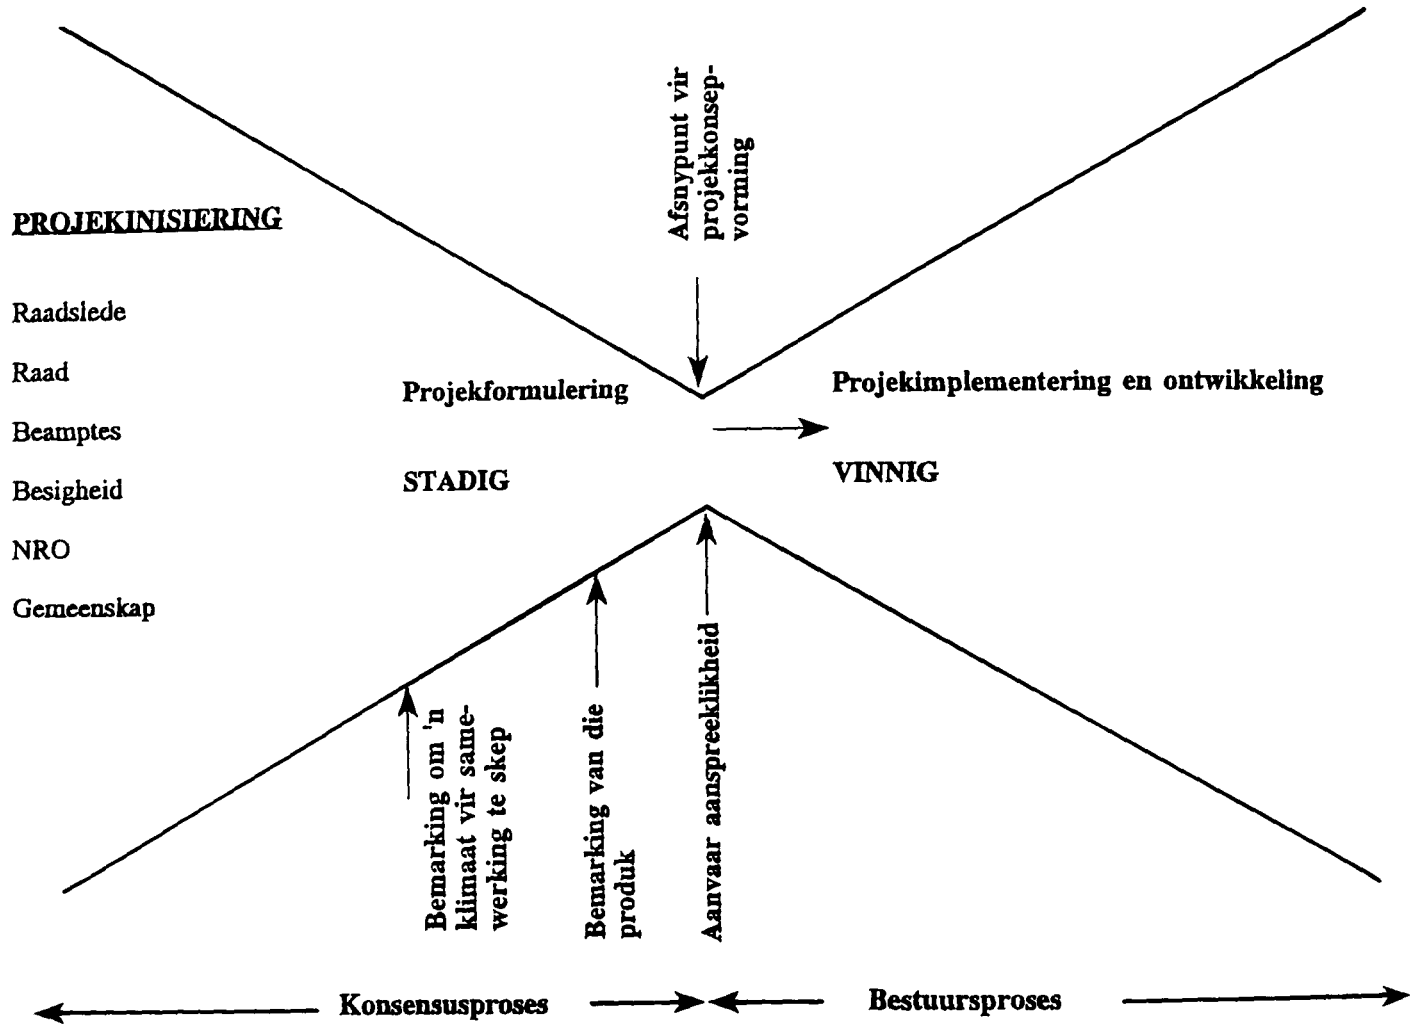 Afsnypunt vir
projekkonsep-
vorming
PROJEKINISIERING
Raadslede
Raad
Beamptes
Besigheid
NRO
Gemeenskap
Projekformulering
STADIG
Projekimplementering en ontwikkeling
VINNIG
Bemarking om 'n
klimaat vir same-
werking te skep
Bemarking van die
produk
Aanvaar aanspreeklikheid
Konsensusproses
Bestuursproses